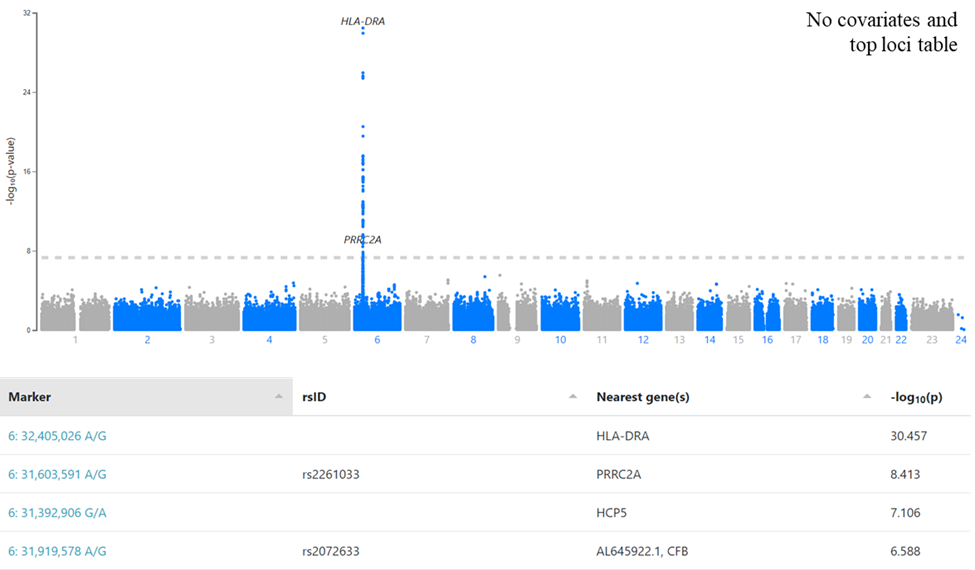 No covariates and
top loci table
32
24
16
8
0
-log10(p-value)
HLA-DRA
PRRC2A
1 2 3 4 5 6 7 8 9 10 11 12 13 14 15 16 17 18 19 20 21 22 23 24
Marker rsID Nearest gene(s) -log10(p)
6: 32,405,026 A/G HLA-DRA 30.457
6: 31,603,591 A/G rs2261033 PRRC2A 8.413
6: 31,392,906 G/A HCP5 7.106
6: 31,919,578 A/G rs2072633 AL645922.1, CFB 6.588